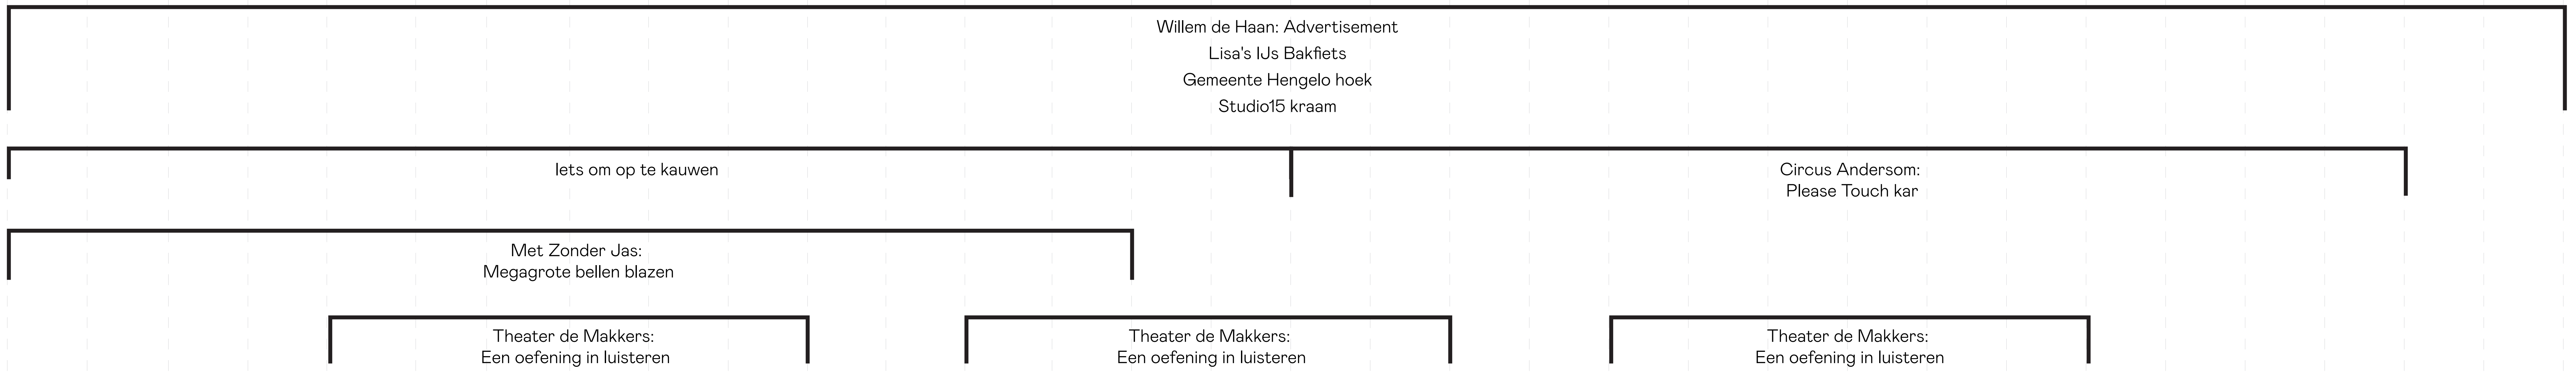 Willem de Haan: Advertisement
Lisa's IJs Bakfiets
Gemeente Hengelo hoek
Studio15 kraam
Iets om op te kauwen
Circus Andersom:
Please Touch kar
Met Zonder Jas:
Megagrote bellen blazen
Theater de Makkers:
Een oefening in luisteren
Theater de Makkers:
Een oefening in luisteren
Theater de Makkers:
Een oefening in luisteren